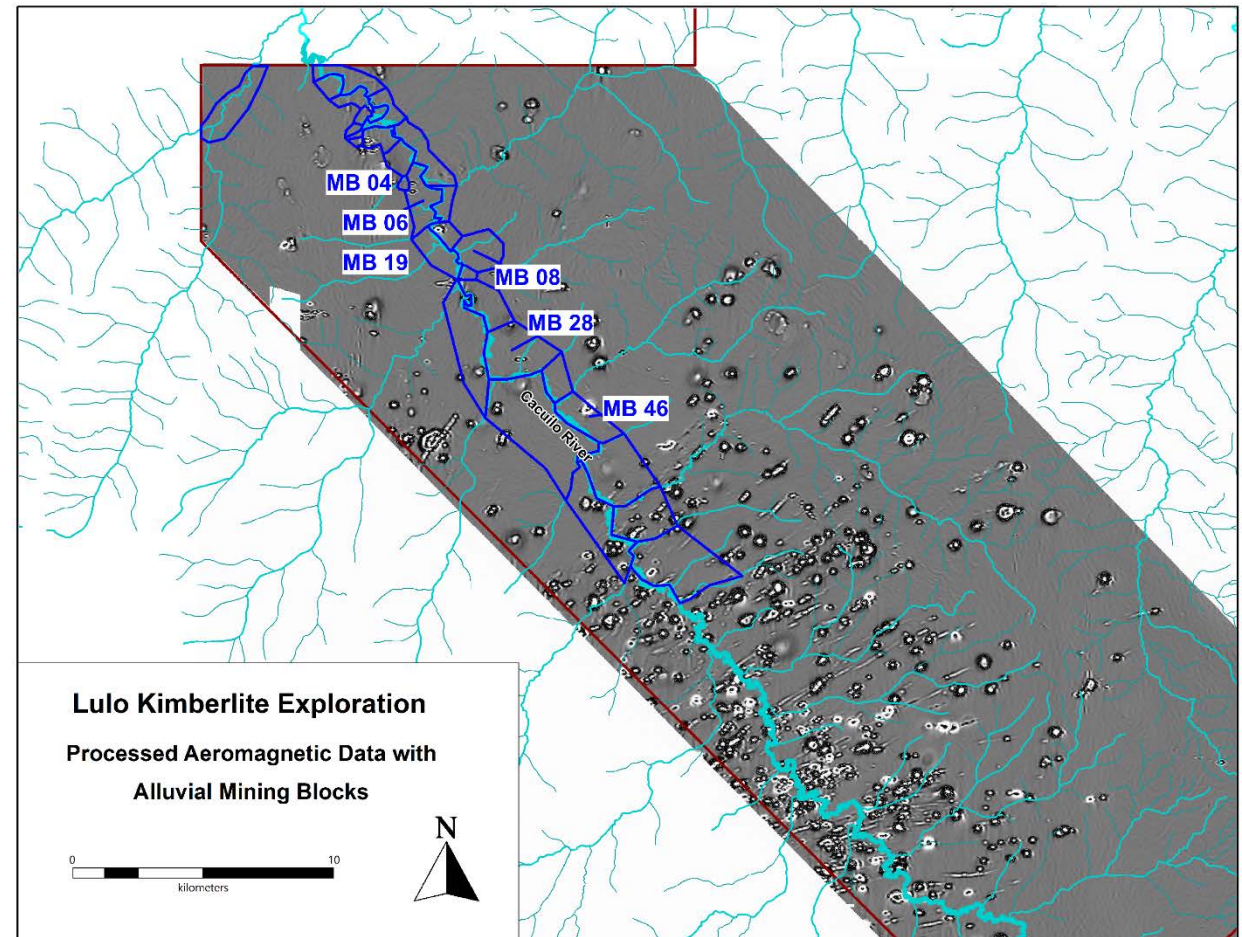 MB 04
MB 06
MB 19
MB 08
MB 28
MB 46
Cacuilo River
Lulo Kimberlite Exploration
Processed Aeromagnetic Data with
Alluvial Mining Blocks
N
0 10
kilometers